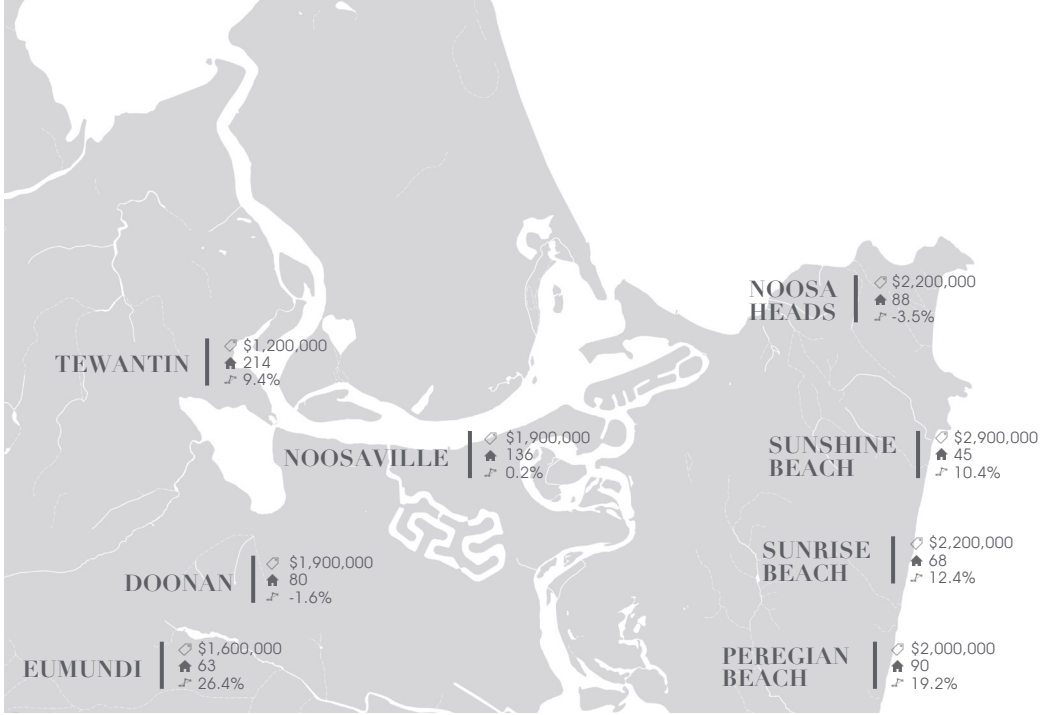 NOOSA
HEADS
$2,200,000
88
-3.5%
TEWANTIN
$1,200,000
214
9.4%
NOOSAVILLE
$1,900,000
136
0.2%
SUNSHINE
BEACH
$2,900,000
45
10.4%
SUNRISE
BEACH
$2,200,000
68
12.4%
DOONAN
$1,900,000
80
-1.6%
EUMUNDI
$1,600,000
63
26.4%
PEREGIAN
BEACH
$2,000,000
90
19.2%